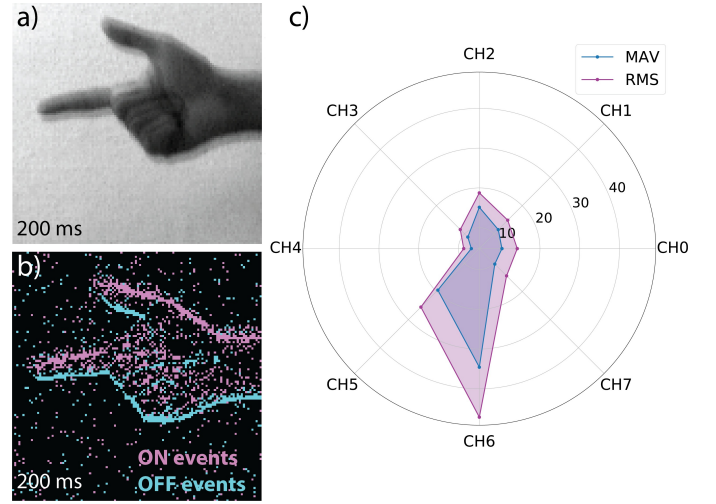 a)
200 ms
b)
ON events
OFF events
200 ms
c)
MAV
RMS
CH2
CH1
CH3
40
30
20
10
CH4
CH0
CH5
CH7
CH6